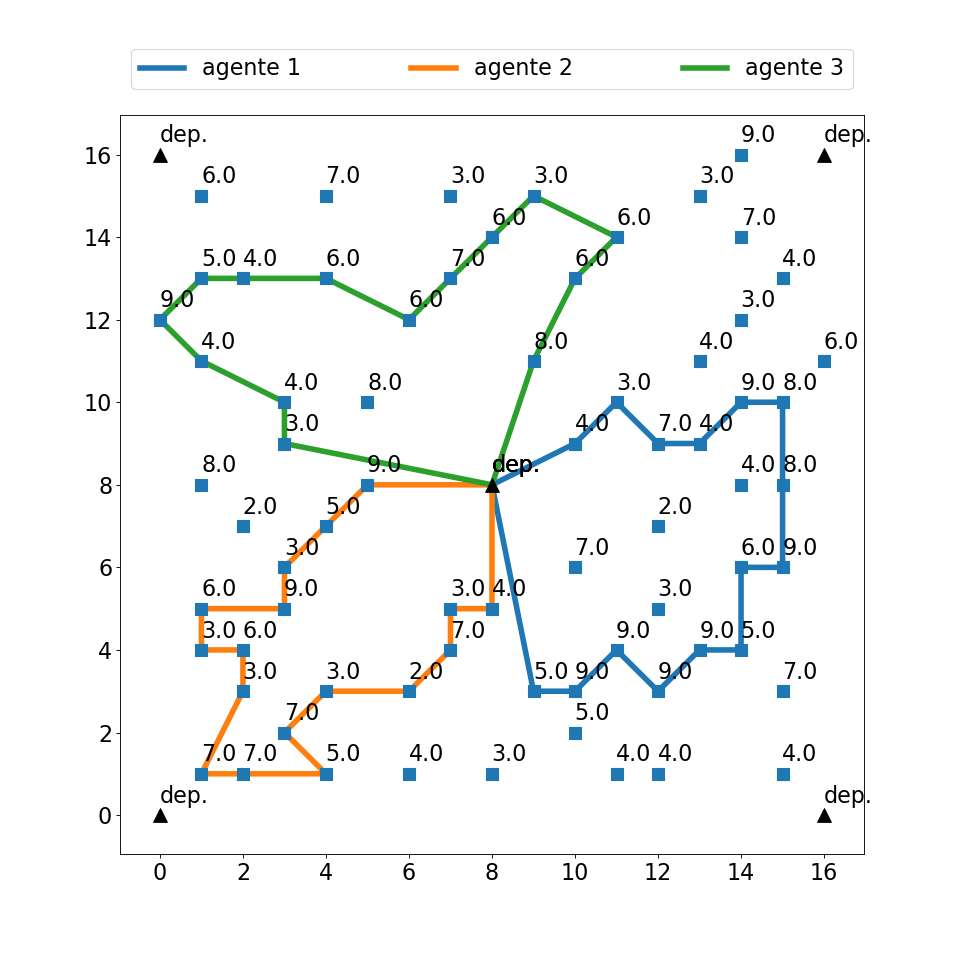 agente 1 agente 2 agente 3
dep. 9.0 dep.
16
6.0 7.0 3.0 3.0 3.0
6.0 6.0 7.0
14
5.0 4.0 6.0 7.0 6.0 4.0
9.0 6.0 3.0
12
4.0 8.0 4.0 6.0
4.0 8.0 3.0 9.0 8.0
10
3.0 4.0 7.0 4.0
8.0 9.0 dep. 4.0 8.0
8
2.0 5.0 2.0
3.0 7.0 6.0 9.0
6
6.0 9.0 3.0 4.0 3.0
3.0 6.0 7.0 9.0 9.0 5.0
4
3.0 3.0 2.0 5.0 9.0 9.0 7.0
7.0 5.0
2
7.0 7.0 5.0 4.0 3.0 4.0 4.0 4.0
dep. dep.
0
0 2 4 6 8 10 12 14 16